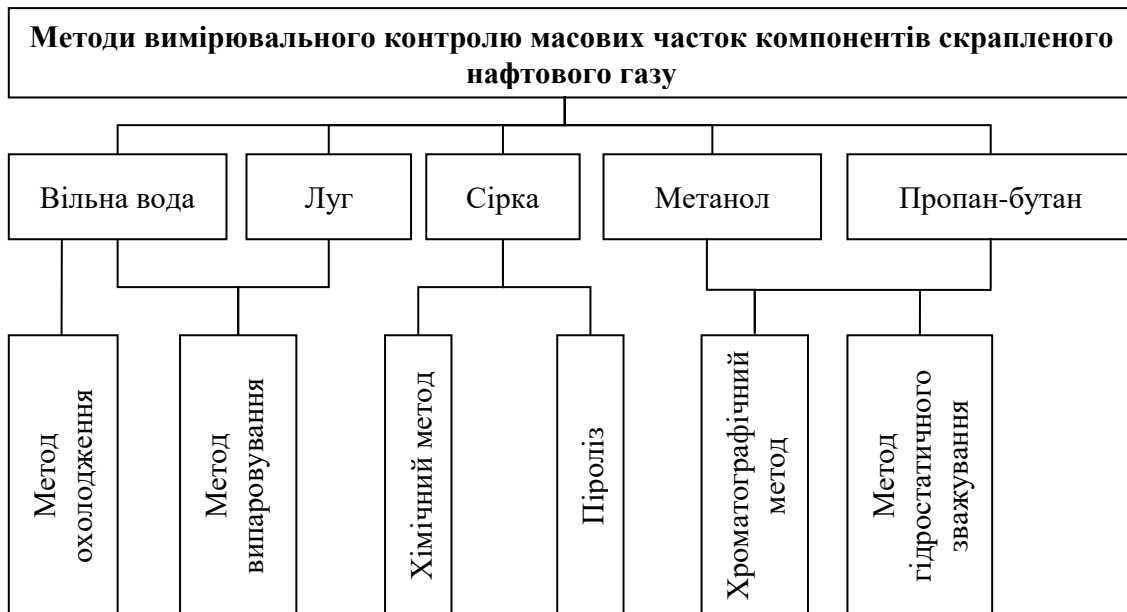 Методи вимірювального контролю масових часток компонентів скрапленого
нафтового газу
Вільна вода
Луг
Сірка
Метанол
Пропан-бутан
Метод
охолодження
Метод
випаровування
Хімічний метод
Піроліз
Хроматографічний
метод
Метод
гідростатичного
зважування